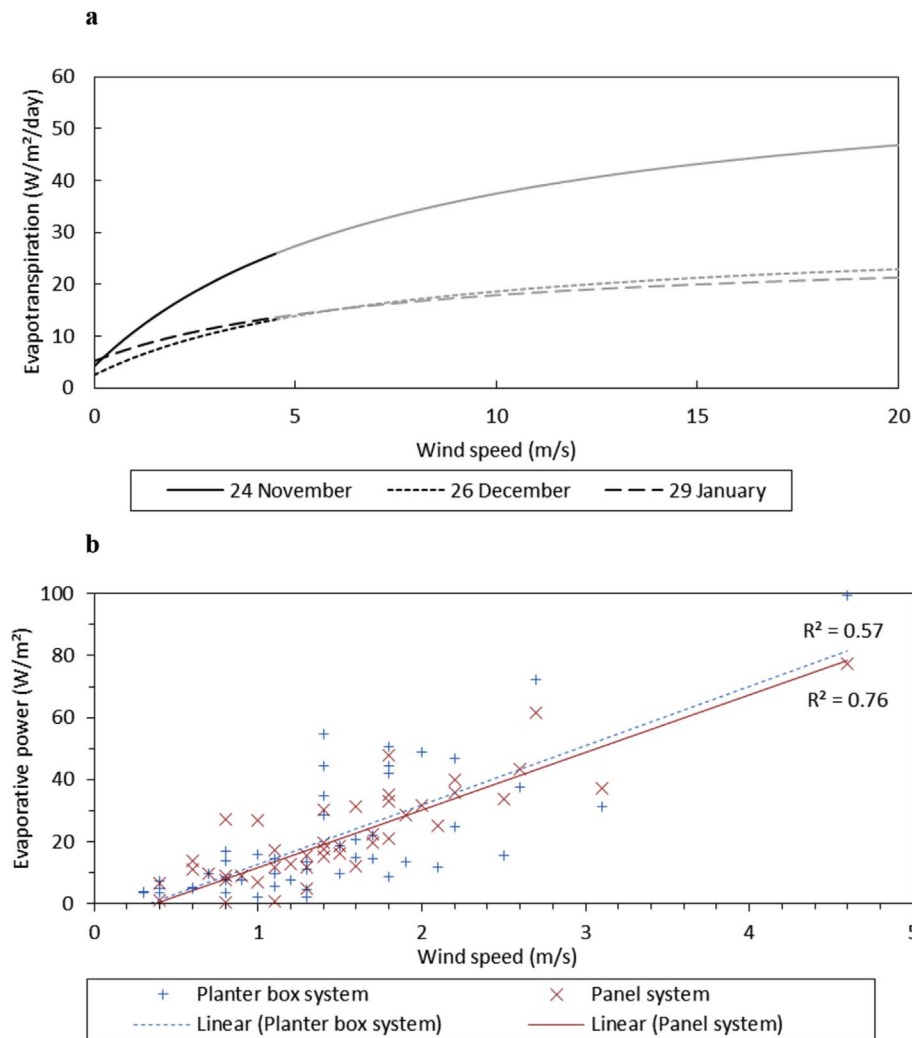 a
60
50
40
30
20
10
0
Evapotranspiration (W/m²/day)
0 5 10 15 20
Wind speed (m/s)
24 November 26 December 29 January
b
100
80
60
40
20
0
Evaporative power (W/m²)
R² = 0.57
R² = 0.76
0 1 2 3 4 5
Wind speed (m/s)
Planter box system Panel system
Linear (Planter box system) Linear (Panel system)